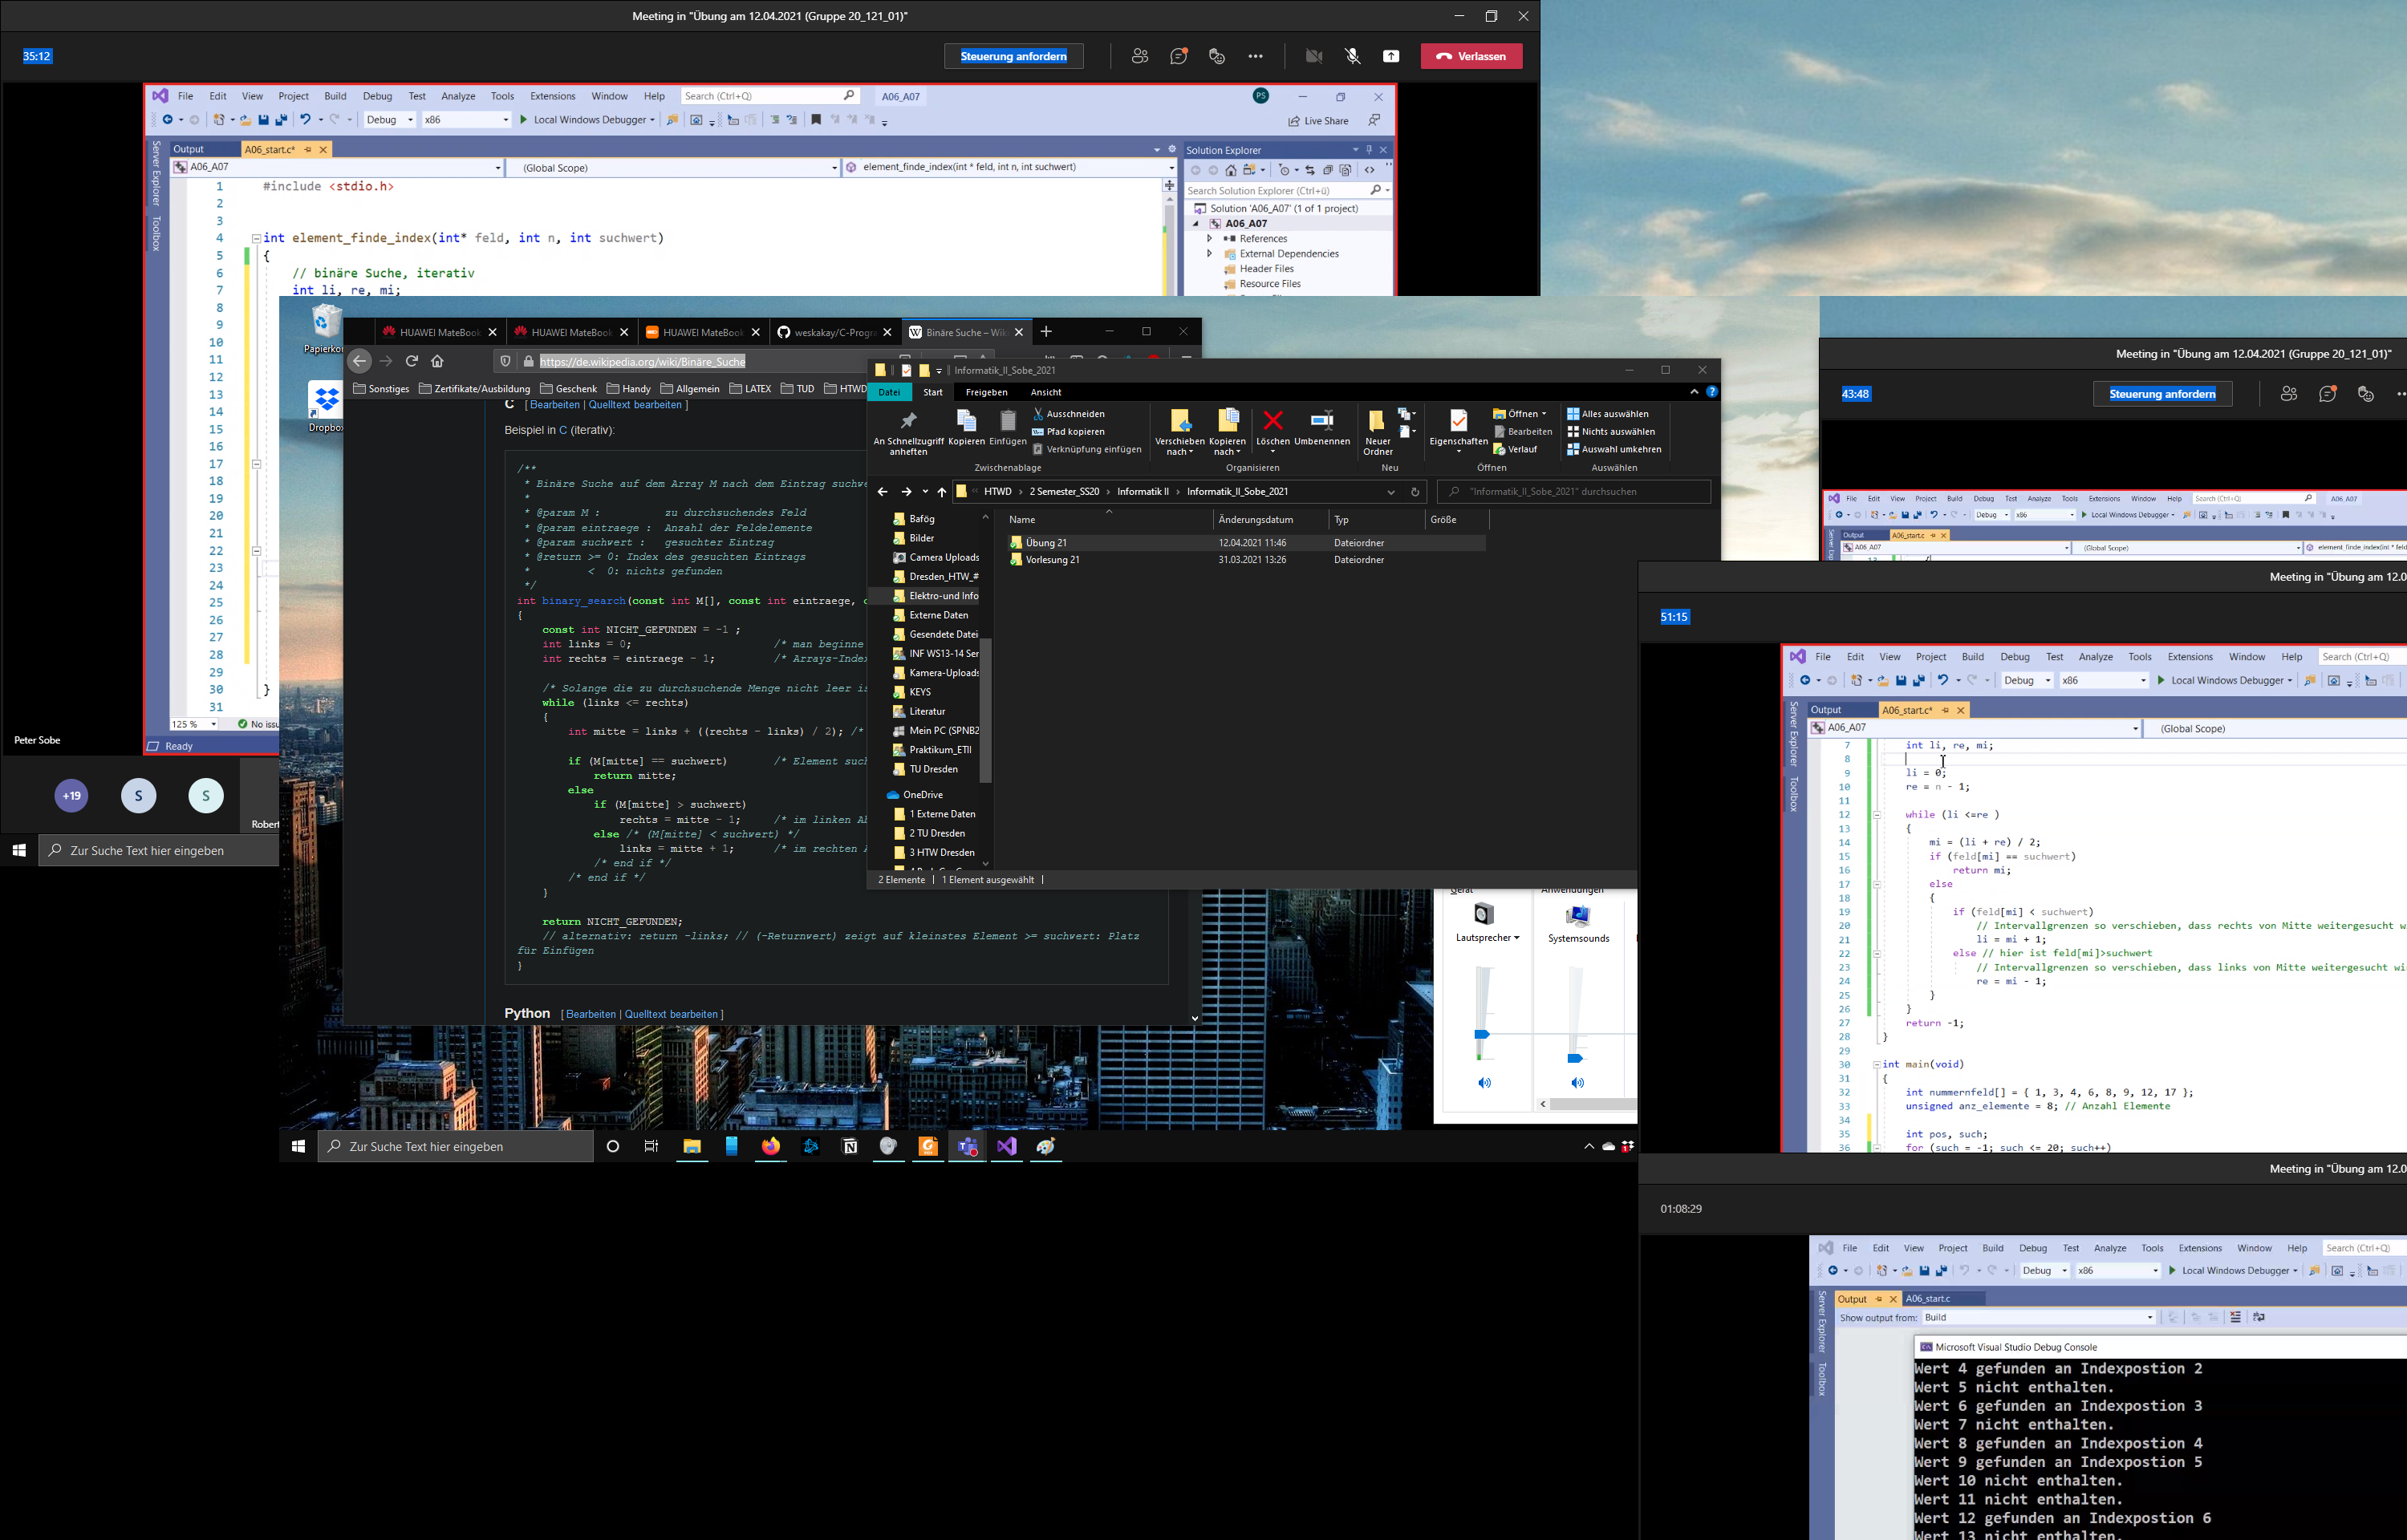 Meeting in "Übung am 12.04.2021 (Gruppe 20_121_01)"
35:12
Steuerung anfordern
Verlassen
File Edit View Project Build Debug Test Analyze Tools Extensions Window Help Search (Ctrl+Q) A06_A07 PS
Debug x86 Local Windows Debugger Live Share
Server Explorer Toolbox
Output A06_start.c*
A06_A07 (Global Scope) element_finde_index(int * feld, int n, int suchwert)
1 #include <stdio.h>
2
3
4 int element_finde_index(int* feld, int n, int suchwert)
5 {
6 // binäre Suche, iterativ
7 int li, re, mi;
8
9
10
11
12
13
14
15
16
17
18
19
20
21
22
23
24
25
26
27
28
29
30 }
31
125 % No issu
Ready
Solution Explorer
Search Solution Explorer (Ctrl+ü)
Solution 'A06_A07' (1 of 1 project)
A06_A07
References
External Dependencies
Header Files
Resource Files
Peter Sobe
+19 S S
Robert
Zur Suche Text hier eingeben
Papierkor
Dropbox
HUAWEI MateBook HUAWEI MateBook HUAWEI MateBook weskakay/C-Progra Binäre Suche – Wik
https://de.wikipedia.org/wiki/Binäre_Suche
Sonstiges Zertifikate/Ausbildung Geschenk Handy Allgemein LATEX TUD HTWD
C [ Bearbeiten | Quelltext bearbeiten ]
Beispiel in C (iterativ):
/**
* Binäre Suche auf dem Array M nach dem Eintrag suchwe
*
* @param M : zu durchsuchendes Feld
* @param eintraege : Anzahl der Feldelemente
* @param suchwert : gesuchter Eintrag
* @return >= 0: Index des gesuchten Eintrags
* < 0: nichts gefunden
*/
int binary_search(const int M[], const int eintraege, c
{
const int NICHT_GEFUNDEN = -1 ;
int links = 0; /* man beginne
int rechts = eintraege - 1; /* Arrays-Index
/* Solange die zu durchsuchende Menge nicht leer is
while (links <= rechts)
{
int mitte = links + ((rechts - links) / 2); /*
if (M[mitte] == suchwert) /* Element such
return mitte;
else
if (M[mitte] > suchwert)
rechts = mitte - 1; /* im linken Ab
else /* (M[mitte] < suchwert) */
links = mitte + 1; /* im rechten A
/* end if */
/* end if */
}
return NICHT_GEFUNDEN;
// alternativ: return -links; // (-Returnwert) zeigt auf kleinstes Element >= suchwert: Platz
für Einfügen
}
Python [ Bearbeiten | Quelltext bearbeiten ]
Informatik_II_Sobe_2021
Datei Start Freigeben Ansicht
An Schnellzugriff anheften Kopieren Einfügen
Ausschneiden
Pfad kopieren
Verknüpfung einfügen
Verschieben nach Kopieren nach Löschen Umbenennen
Neuer Ordner
Eigenschaften
Öffnen
Bearbeiten
Verlauf
Alles auswählen
Nichts auswählen
Auswahl umkehren
Zwischenablage Organisieren Neu Öffnen Auswählen
HTWD 2 Semester_SS20 Informatik II Informatik_II_Sobe_2021
"Informatik_II_Sobe_2021" durchsuchen
Name Änderungsdatum Typ Größe
Übung 21 12.04.2021 11:46 Dateiordner
Vorlesung 21 31.03.2021 13:26 Dateiordner
Bafög
Bilder
Camera Uploads
Dresden_HTW_#
Elektro-und Info
Externe Daten
Gesendete Datei
INF WS13-14 Ser
Kamera-Uploads
KEYS
Literatur
Mein PC (SPNB2
Praktikum_ETII
TU Dresden
OneDrive
1 Externe Daten
2 TU Dresden
3 HTW Dresden
2 Elemente 1 Element ausgewählt
Gerät Anwendungen
Lautsprecher Systemsounds
Zur Suche Text hier eingeben
Meeting in "Übung am 12.04.2021 (Gruppe 20_121_01)"
43:48
Steuerung anfordern
File Edit View Project Build Debug Test Analyze Tools Extensions Window Help Search (Ctrl+Q) A06_A07
Debug x86 Local Windows Debugger
Output A06_start.c
A06_A07 (Global Scope) element_finde_index(int * feld
Meeting in "Übung am 12.0
51:15
File Edit View Project Build Debug Test Analyze Tools Extensions Window Help Search (Ctrl+Q)
Debug x86 Local Windows Debugger
Server Explorer Toolbox
Output A06_start.c*
A06_A07 (Global Scope)
7 int li, re, mi;
8
9 li = 0;
10 re = n - 1;
11
12 while (li <=re )
13 {
14 mi = (li + re) / 2;
15 if (feld[mi] == suchwert)
16 return mi;
17 else
18 {
19 if (feld[mi] < suchwert)
20 // Intervallgrenzen so verschieben, dass rechts von Mitte weitergesucht w
21 li = mi + 1;
22 else // hier ist feld[mi]>suchwert
23 // Intervallgrenzen so verschieben, dass links von Mitte weitergesucht wi
24 re = mi - 1;
25 }
26 }
27 return -1;
28 }
29
30 int main(void)
31 {
32 int nummernfeld[] = { 1, 3, 4, 6, 8, 9, 12, 17 };
33 unsigned anz_elemente = 8; // Anzahl Elemente
34
35 int pos, such;
36 for (such = -1; such <= 20; such++)
Meeting in "Übung am 12.0
01:08:29
File Edit View Project Build Debug Test Analyze Tools Extensions Window Help Search (Ctrl+Q)
Debug x86 Local Windows Debugger
Server Explorer Toolbox
Output A06_start.c
Show output from: Build
Microsoft Visual Studio Debug Console
Wert 4 gefunden an Indexpostion 2
Wert 5 nicht enthalten.
Wert 6 gefunden an Indexpostion 3
Wert 7 nicht enthalten.
Wert 8 gefunden an Indexpostion 4
Wert 9 gefunden an Indexpostion 5
Wert 10 nicht enthalten.
Wert 11 nicht enthalten.
Wert 12 gefunden an Indexpostion 6
Wert 13 nicht enthalten.